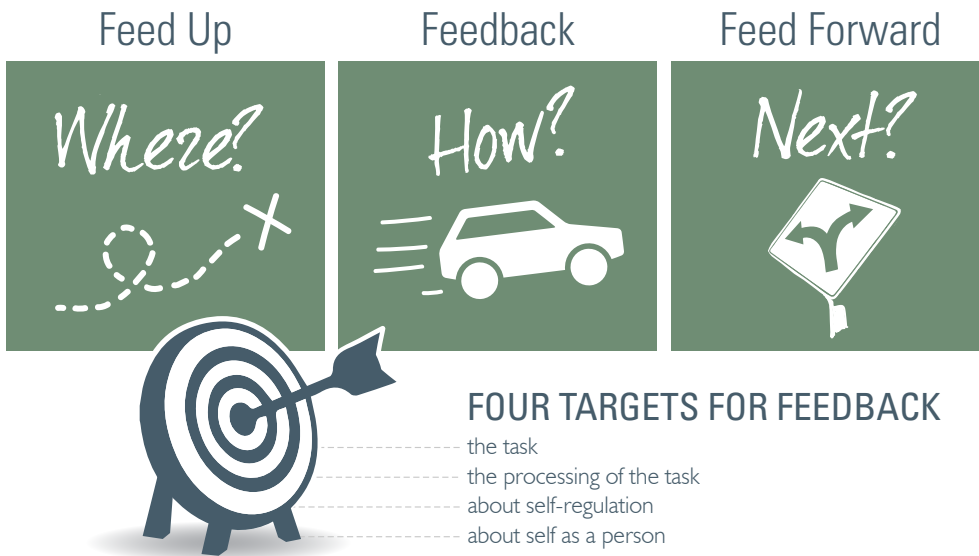 Feed Up
Feedback
Feed Forward
Where?
How?
Next?
FOUR TARGETS FOR FEEDBACK
the task
the processing of the task
about self-regulation
about self as a person